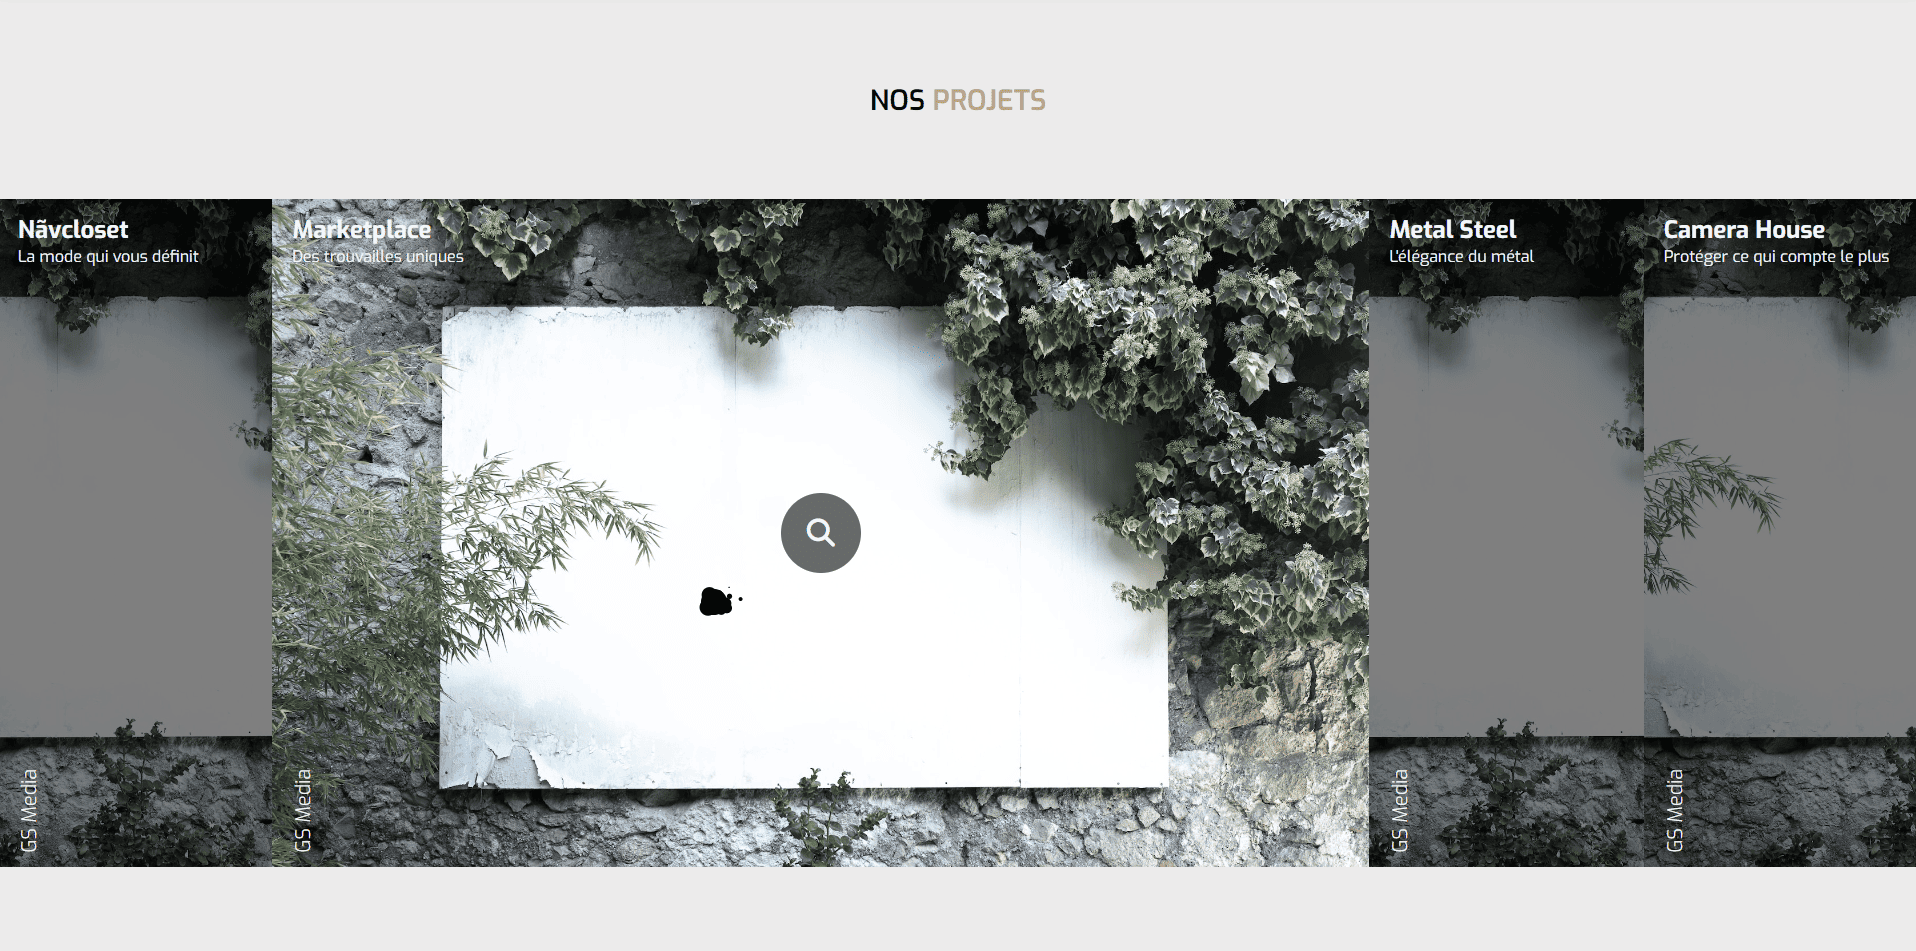 NOS PROJETS
Nãvcloset
La mode qui vous définit
GS Media
Marketplace
Des trouvailles uniques
GS Media
Metal Steel
L'élégance du métal
GS Media
Camera House
Protéger ce qui compte le plus
GS Media